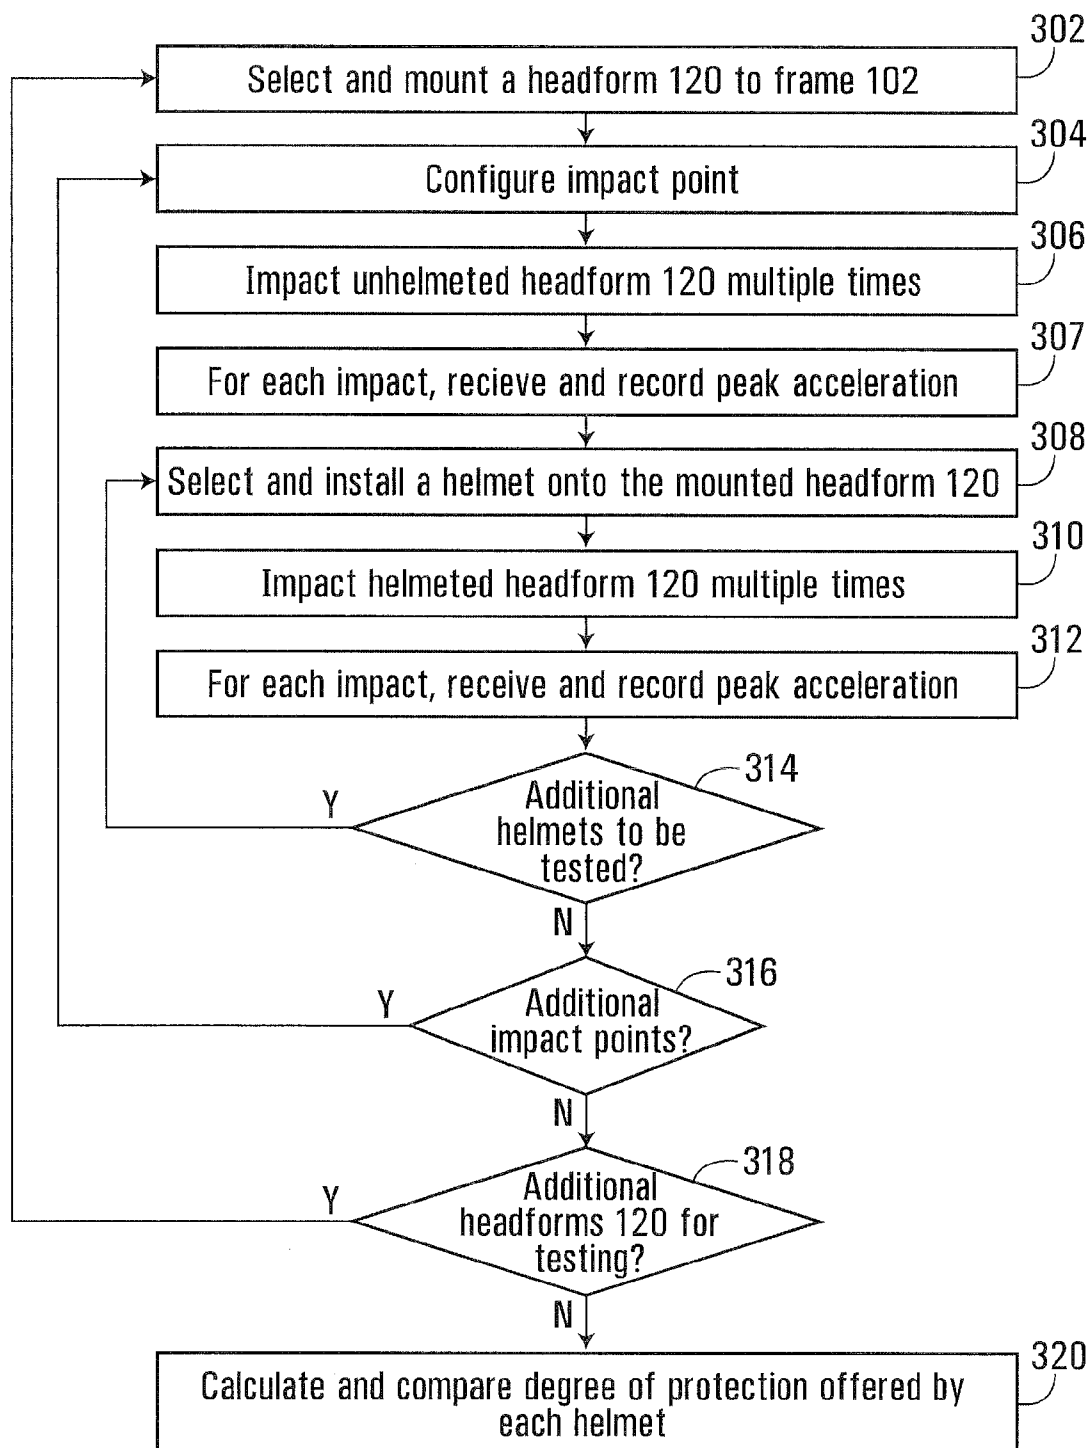 302
Select and mount a headform 120 to frame 102
304
Configure impact point
306
Impact unhelmeted headform 120 multiple times
307
For each impact, recieve and record peak acceleration
308
Select and install a helmet onto the mounted headform 120
310
Impact helmeted headform 120 multiple times
312
For each impact, receive and record peak acceleration
314
Y
Additional
helmets to be
tested?
N
316
Y
Additional
impact points?
N
318
Y
Additional
headforms 120 for
testing?
N
320
Calculate and compare degree of protection offered by
each helmet